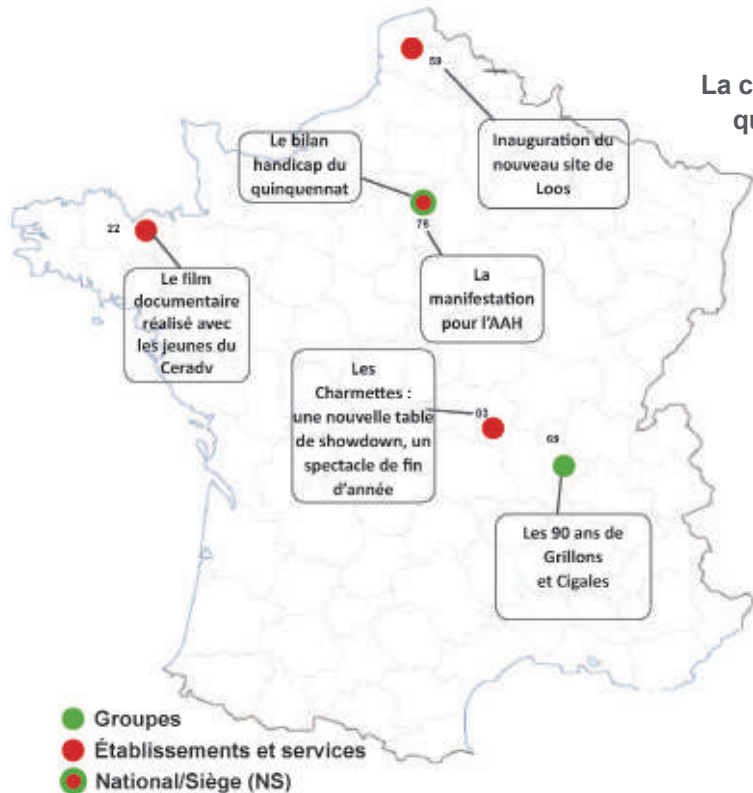 59
La c
qu
Inauguration du
nouveau site de
Loos
Le bilan
handicap du
quinquennat
76
La
manifestation
pour l'AAH
22
Le film
documentaire
réalisé avec
les jeunes du
Ceradv
Les
Charmettes :
une nouvelle table
de showdown, un
spectacle de fin
d'année
03
69
Les 90 ans de
Grillons
et Cigales
Groupes
Établissements et services
National/Siège (NS)